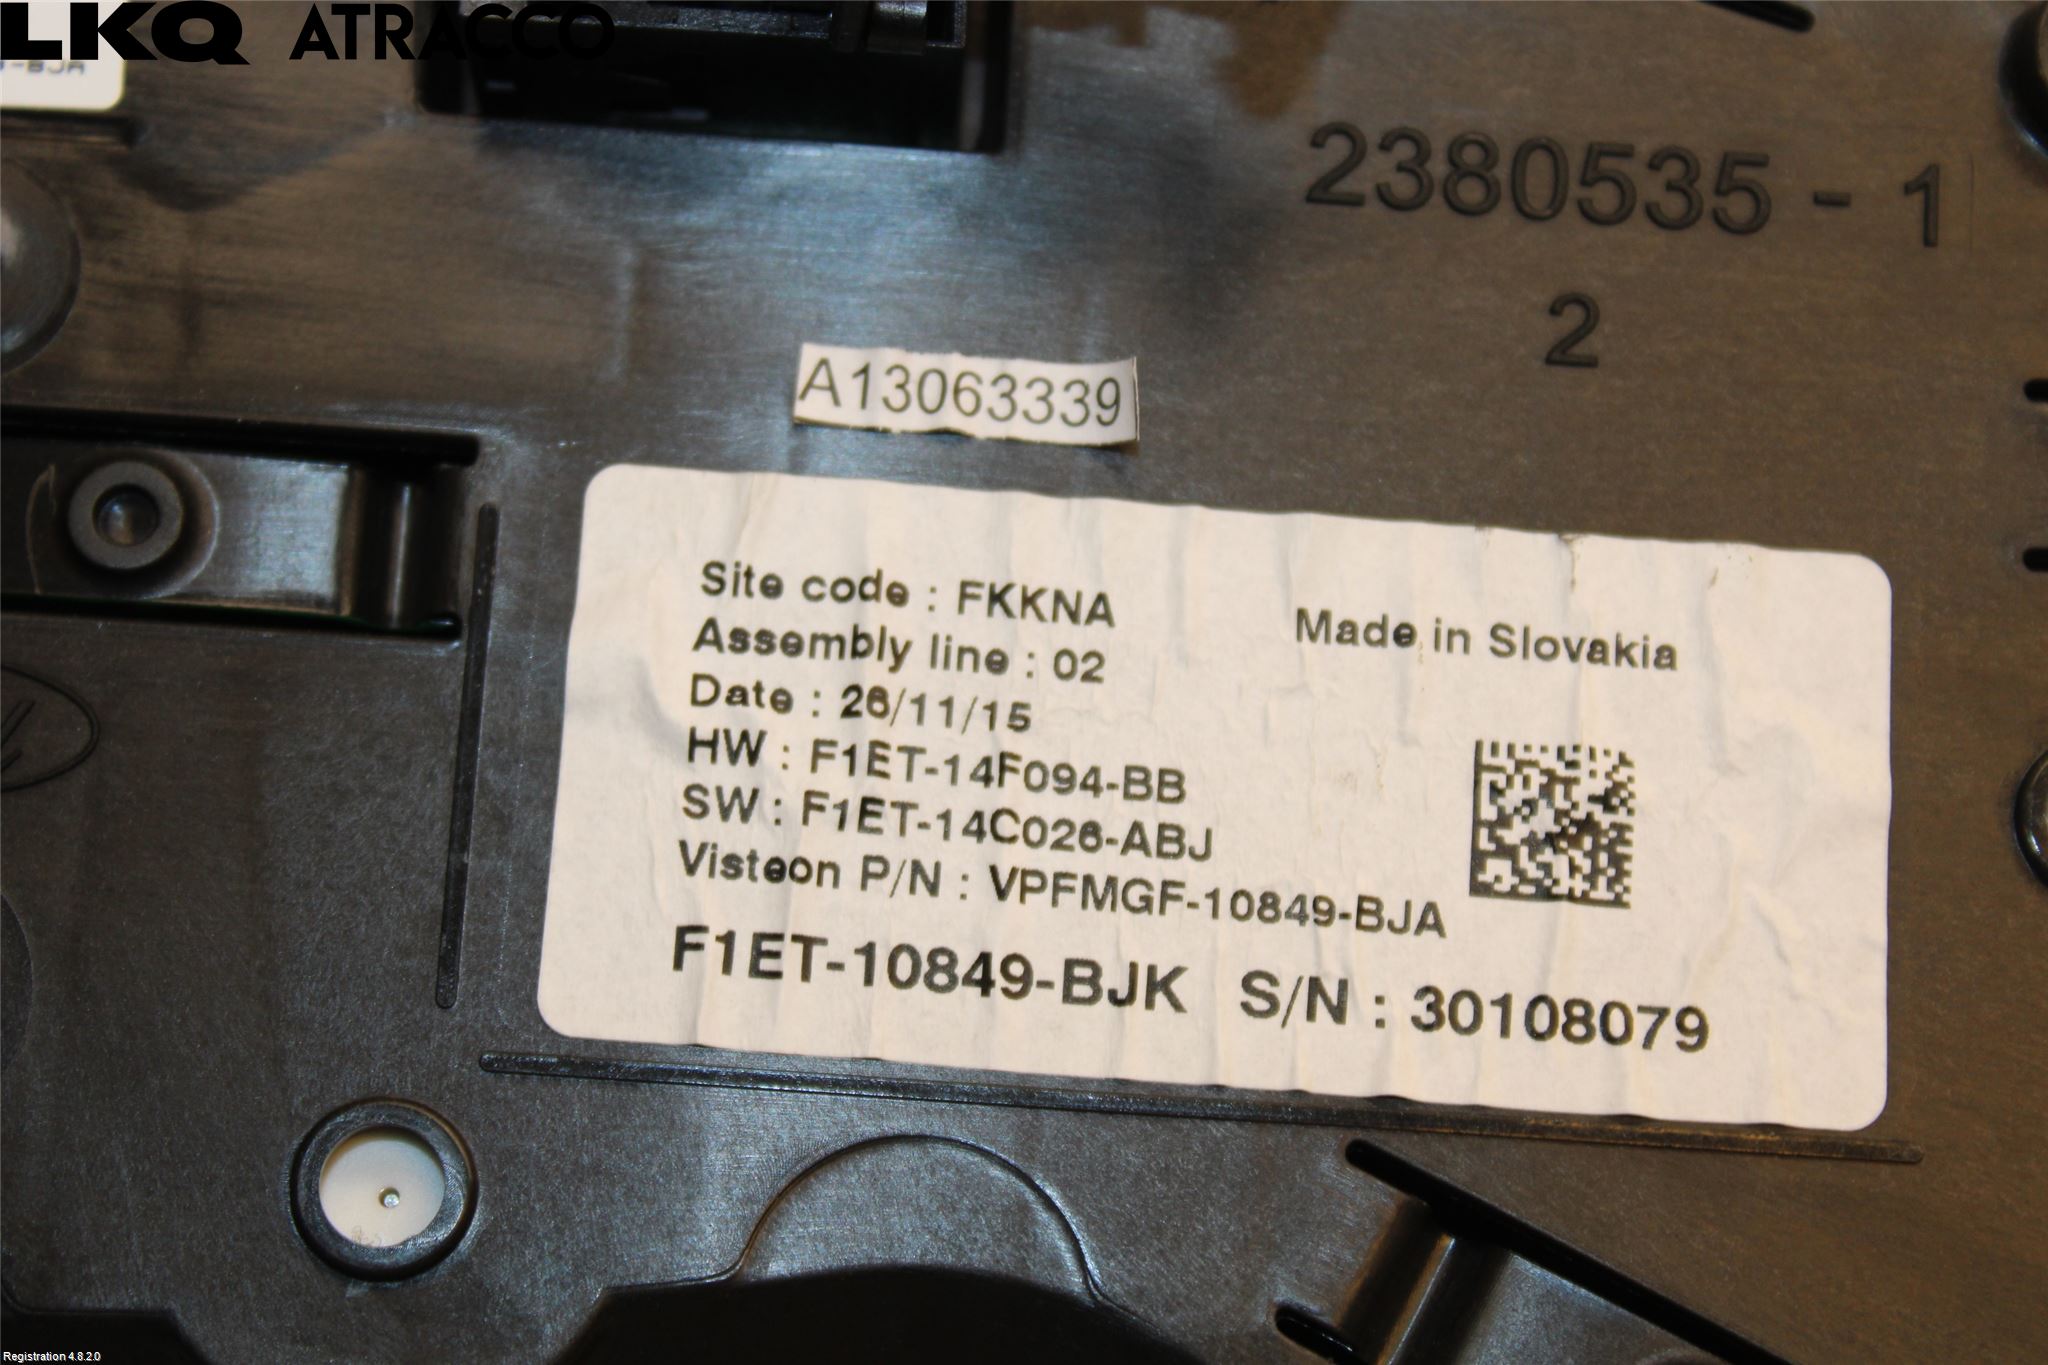 LKQ ATRACCO
-BJA
2380535 - 1
2
A13063339
Site code : FKKNA
Made in Slovakia
Assembly line : 02
Date : 26/11/15
HW : F1ET-14F094-BB
SW : F1ET-14C026-ABJ
Visteon P/N : VPFMGF-10849-BJA
F1ET-10849-BJK S/N : 30108079
Registration 4.8.2.0